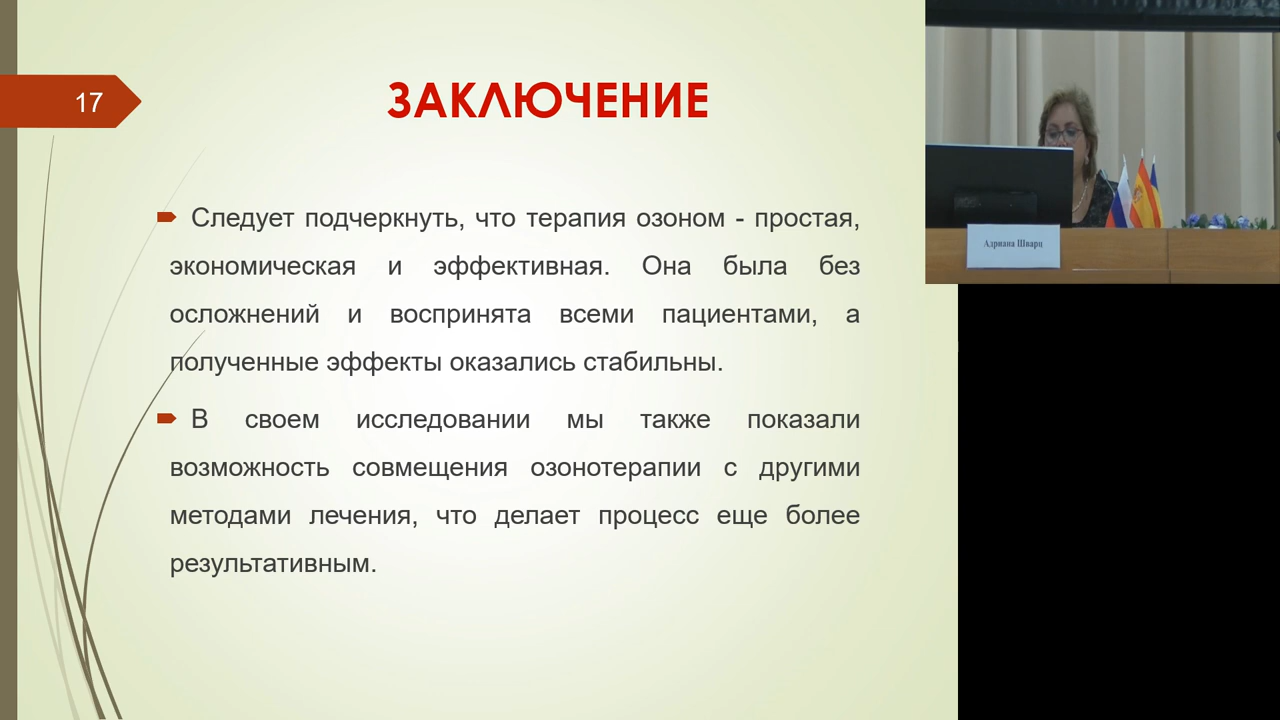 17
ЗАКЛЮЧЕНИЕ
Следует подчеркнуть, что терапия озоном - простая,
экономическая и эффективная. Она была без
осложнений и воспринята всеми пациентами, а
полученные эффекты оказались стабильны.
В своем исследовании мы также показали
возможность совмещения озонотерапии с другими
методами лечения, что делает процесс еще более
результативным.
Адриана Шварц